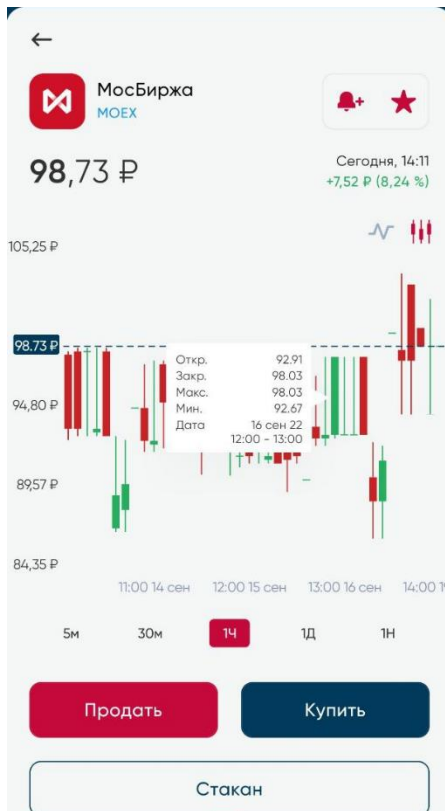 МосБиржа
MOEX
98,73 ₽
Сегодня, 14:11
+7,52 ₽ (8,24 %)
105,25 ₽
98.73 ₽
Откр. 92.91
Закр. 98.03
Макс. 98.03
Мин. 92.67
Дата 16 сен 22
12:00 - 13:00
94,80 ₽
89,57 ₽
84,35 ₽
11:00 14 сен 12:00 15 сен 13:00 16 сен 14:00 19
5м 30м 1Ч 1Д 1Н
Продать Купить
Стакан